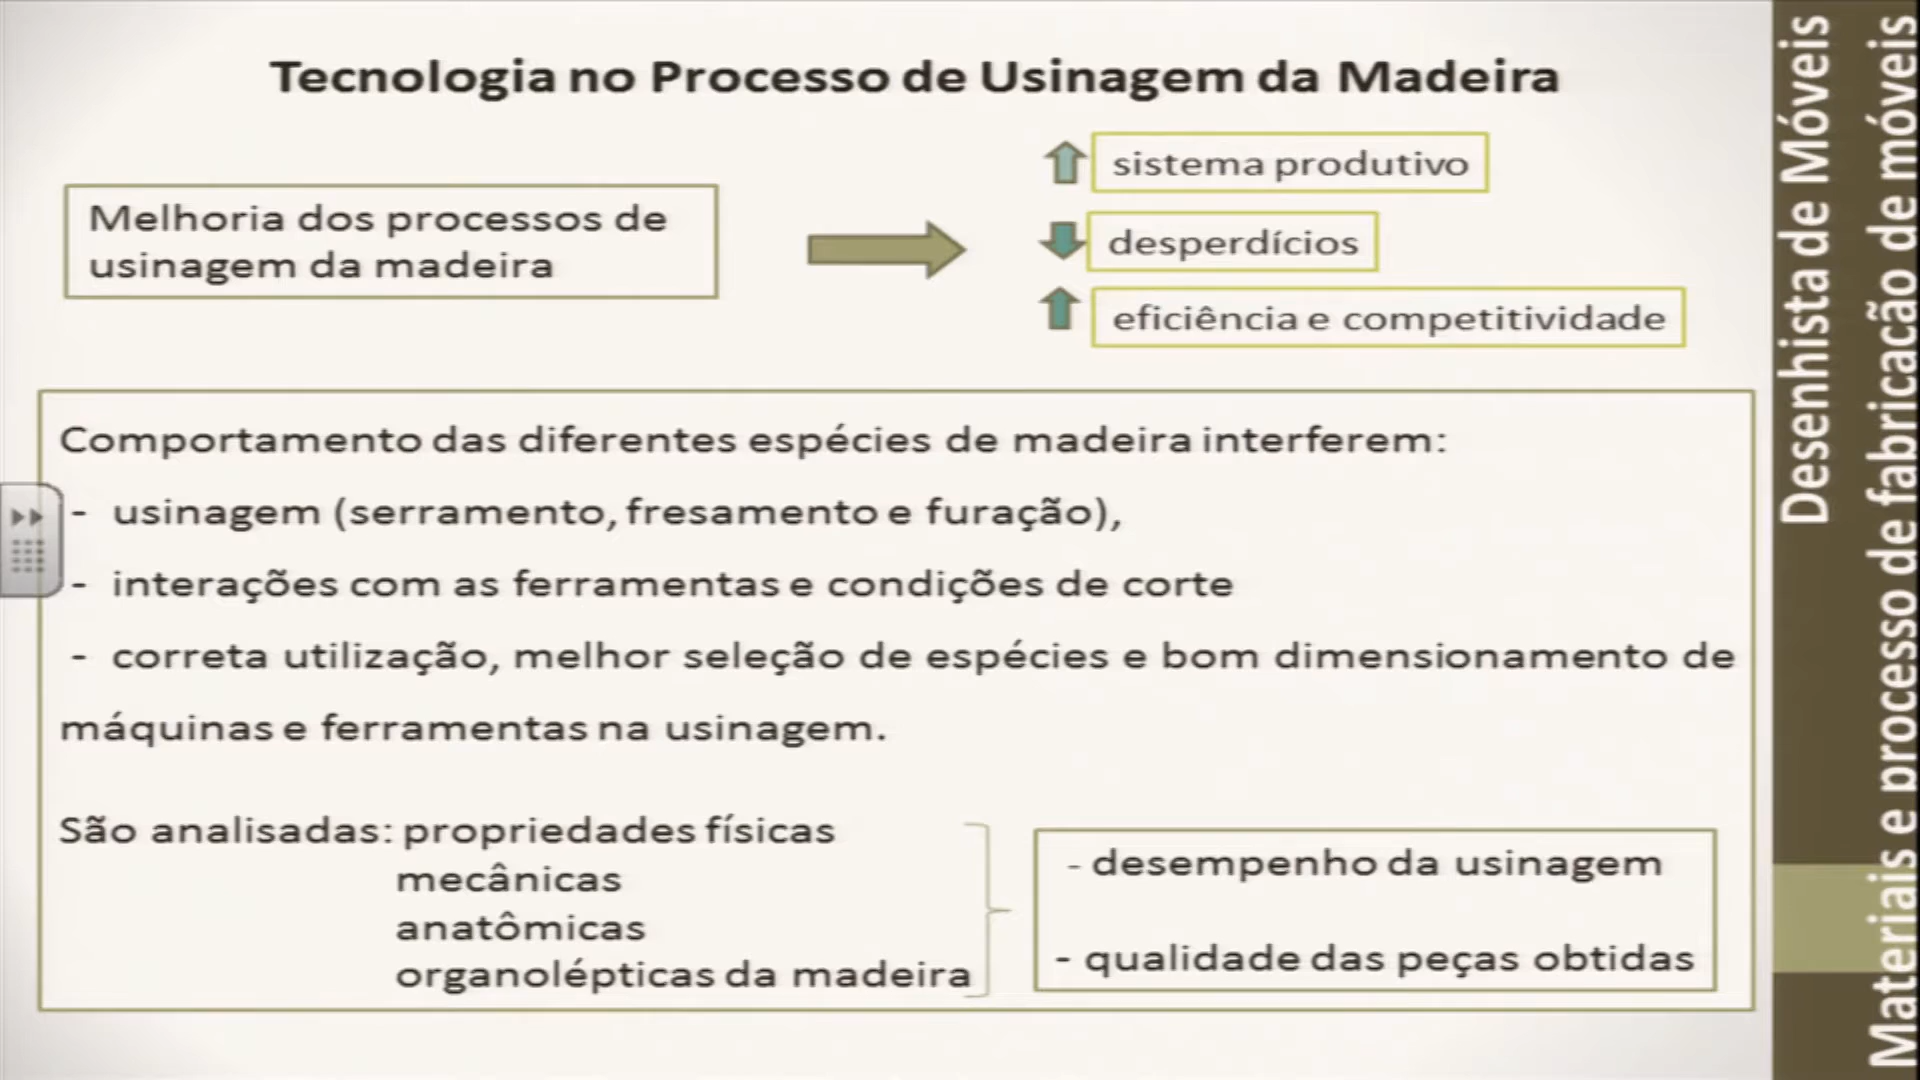 Tecnologia no Processo de Usinagem da Madeira
Melhoria dos processos de
usinagem da madeira
sistema produtivo
desperdícios
eficiência e competitividade
Comportamento das diferentes espécies de madeira interferem:
- usinagem (serramento, fresamento e furação),
- interações com as ferramentas e condições de corte
- correta utilização, melhor seleção de espécies e bom dimensionamento de
máquinas e ferramentas na usinagem.
São analisadas: propriedades físicas
mecânicas
anatômicas
organolépticas da madeira
- desempenho da usinagem
- qualidade das peças obtidas
Desenhista de Móveis
Materiais e processo de fabricação de móveis